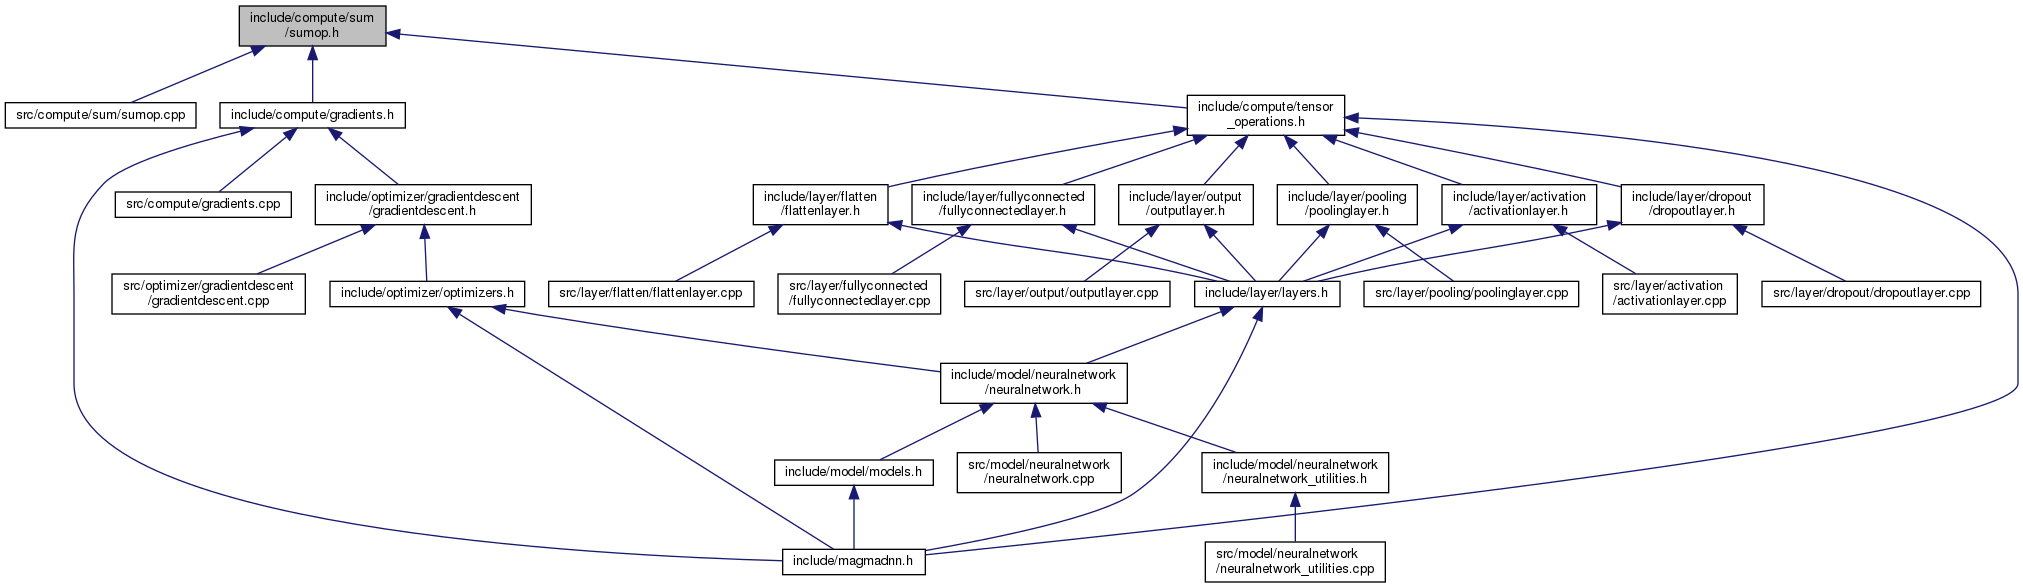 include/compute/sum
/sumop.h
src/compute/sum/sumop.cpp
include/compute/gradients.h
include/compute/tensor
_operations.h
src/compute/gradients.cpp
include/optimizer/gradientdescent
/gradientdescent.h
include/layer/flatten
/flattenlayer.h
include/layer/fullyconnected
/fullyconnectedlayer.h
include/layer/output
/outputlayer.h
include/layer/pooling
/poolinglayer.h
include/layer/activation
/activationlayer.h
include/layer/dropout
/dropoutlayer.h
src/optimizer/gradientdescent
/gradientdescent.cpp
include/optimizer/optimizers.h
src/layer/flatten/flattenlayer.cpp
src/layer/fullyconnected
/fullyconnectedlayer.cpp
src/layer/output/outputlayer.cpp
include/layer/layers.h
src/layer/pooling/poolinglayer.cpp
src/layer/activation
/activationlayer.cpp
src/layer/dropout/dropoutlayer.cpp
include/model/neuralnetwork
/neuralnetwork.h
include/model/models.h
src/model/neuralnetwork
/neuralnetwork.cpp
include/model/neuralnetwork
/neuralnetwork_utilities.h
include/magmadnn.h
src/model/neuralnetwork
/neuralnetwork_utilities.cpp